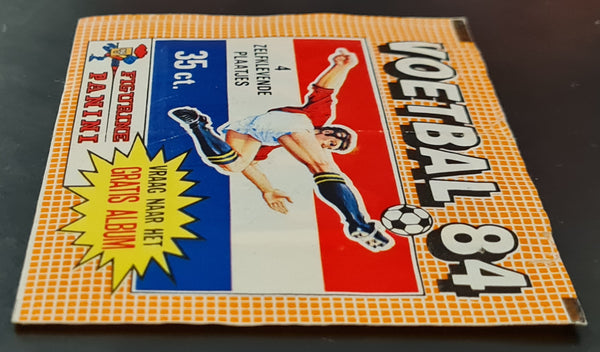 VOETBAL 84
4
ZELFKLEVENDE
PLAATJES
35 ct.
FIGURINE
PANINI
VRAAG NAAR HET
GRATIS ALBUM